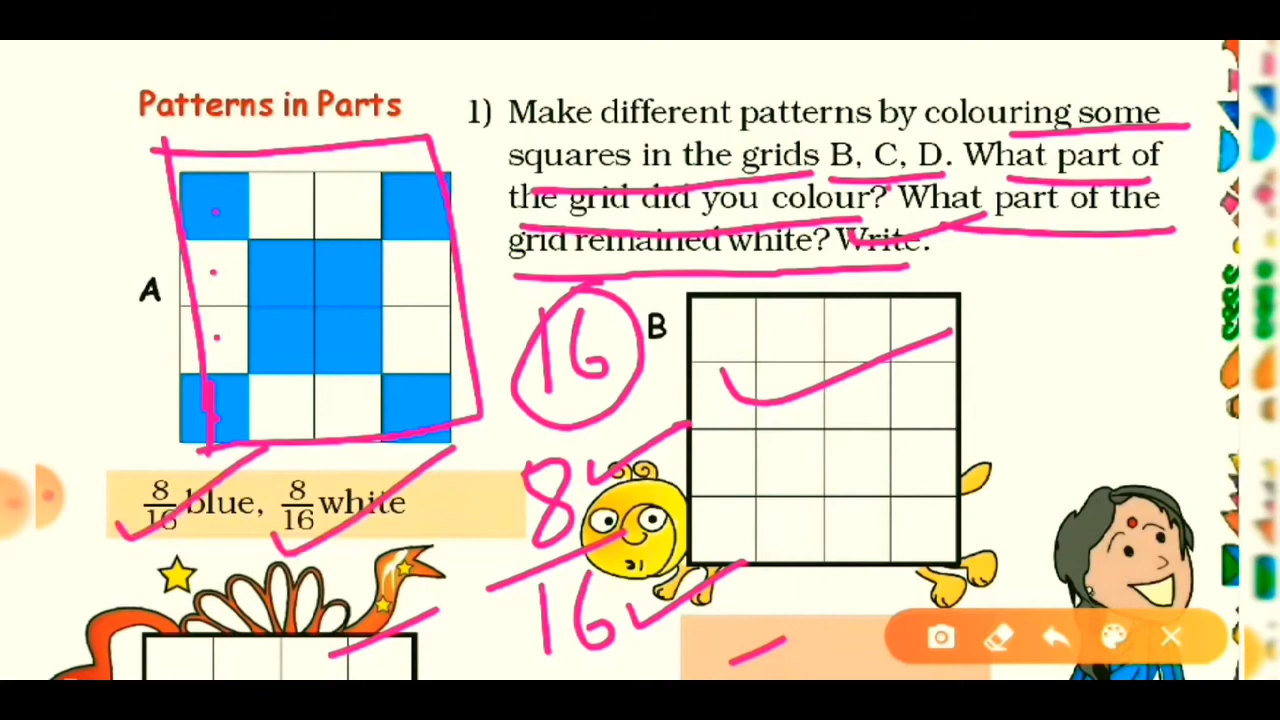 Patterns in Parts
1) Make different patterns by colouring some
squares in the grids B, C, D. What part of
the grid did you colour? What part of the
grid remained white? Write.
A
16
B
8/16 blue, 8/16 white
8
16